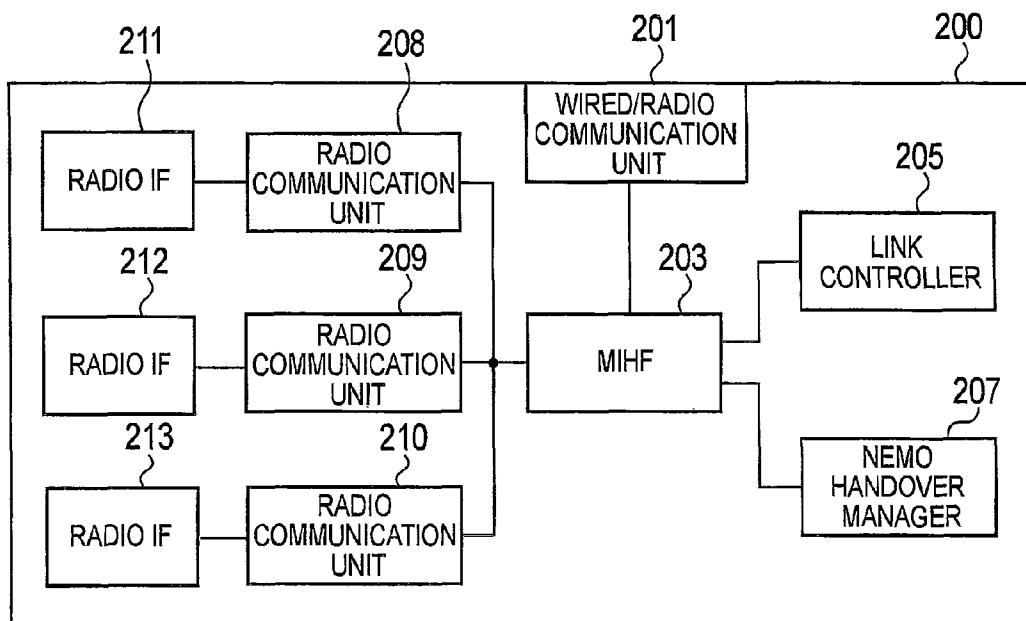 211
208
201
200
RADIO IF
RADIO
COMMUNICATION
UNIT
WIRED/RADIO
COMMUNICATION
UNIT
205
LINK
CONTROLLER
212
209
203
RADIO IF
RADIO
COMMUNICATION
UNIT
MIHF
207
NEMO
HANDOVER
MANAGER
213
210
RADIO IF
RADIO
COMMUNICATION
UNIT